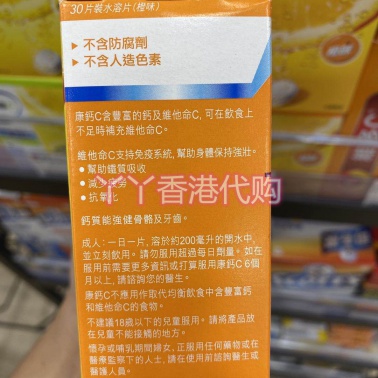 30片裝水溶片(橙味)
不含防腐劑
不含人造色素
康鈣C含豐富的鈣及維他命C, 可在飲食上
不足時補充維他命C。
維他命C支持免疫系統, 幫助身體保持強壯。
●幫助鐵質吸收
●減少疲勞
●抗氧化
丫丫香港代购
鈣質能強健骨骼及牙齒。
成人: 一日一片, 溶於約200毫升的開水中,
並立刻飲用。請勿服用超過每日劑量。如在
服用前需要更多資訊或打算服用康鈣C 6個
月以上, 請諮詢您的醫生。
康鈣C不應用作取代均衡飲食中含豐富鈣
和維他命C的食物。
不建議18歲以下的兒童服用。請將產品放
在兒童不能接觸的地方。
懷孕或哺乳期間婦女, 正服用任何藥物或在
醫療監察下的人士, 請在使用前諮詢醫生或
醫護人員。